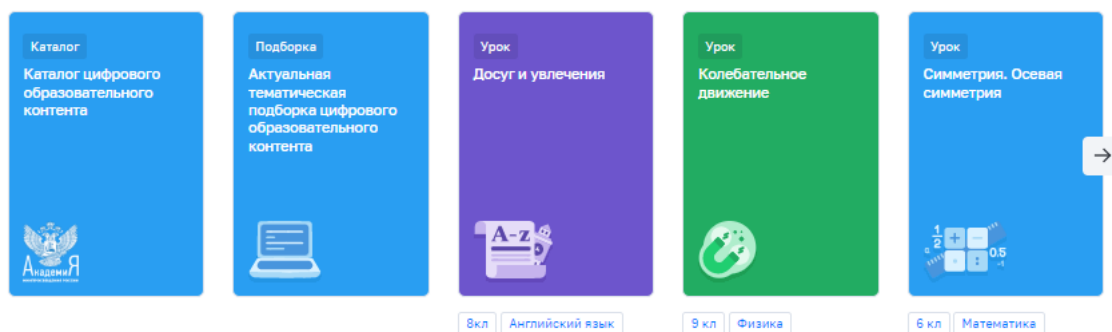 Каталог
Каталог цифрового
образовательного
контента
АкадемиЯ
Подборка
Актуальная
тематическая
подборка цифрового
образовательного
контента
Урок
Досуг и увлечения
A-z
8кл
Английский язык
Урок
Колебательное
движение
9 кл
Физика
Урок
Симметрия. Осевая
симметрия
1
2
+ −
0.5
-1
6 кл
Математика